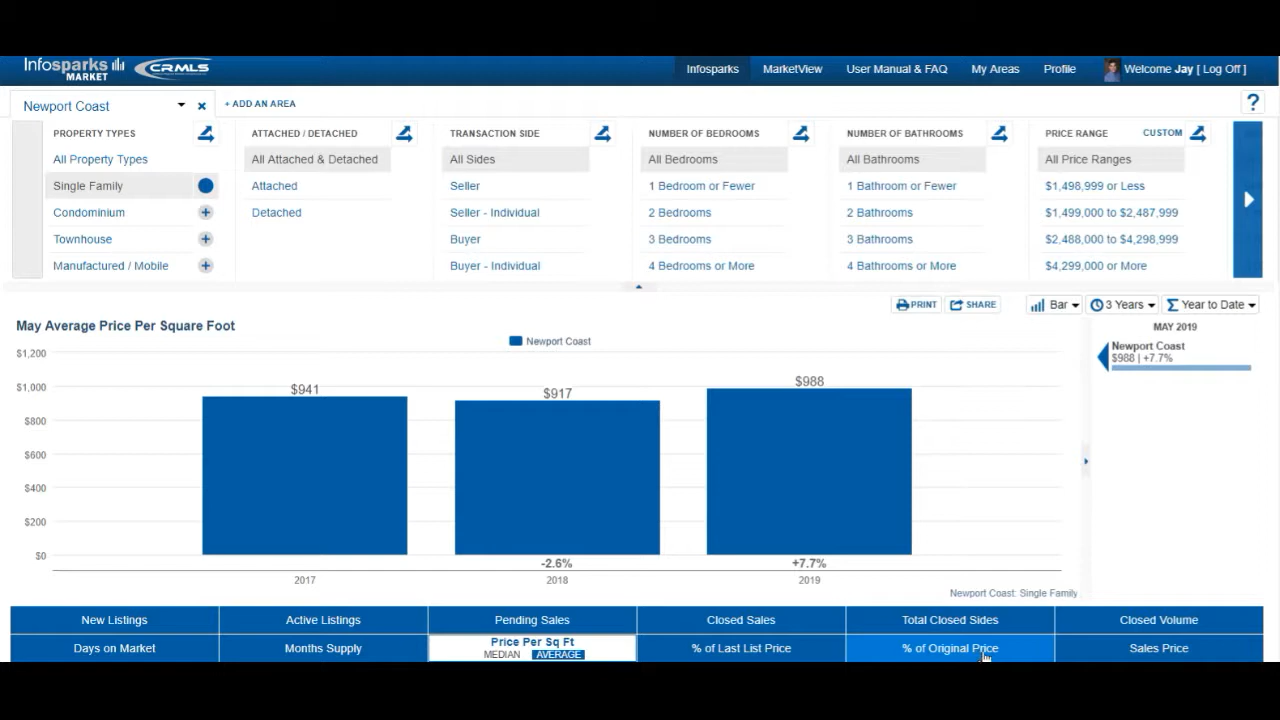 Infosparks
MARKET
CRMLS
Infosparks
MarketView
User Manual & FAQ
My Areas
Profile
Welcome Jay [ Log Off ]
Newport Coast
x
+ ADD AN AREA
?
PROPERTY TYPES
All Property Types
Single Family
Condominium
Townhouse
Manufactured / Mobile
ATTACHED / DETACHED
All Attached & Detached
Attached
Detached
TRANSACTION SIDE
All Sides
Seller
Seller - Individual
Buyer
Buyer - Individual
NUMBER OF BEDROOMS
All Bedrooms
1 Bedroom or Fewer
2 Bedrooms
3 Bedrooms
4 Bedrooms or More
NUMBER OF BATHROOMS
All Bathrooms
1 Bathroom or Fewer
2 Bathrooms
3 Bathrooms
4 Bathrooms or More
PRICE RANGE CUSTOM
All Price Ranges
$1,498,999 or Less
$1,499,000 to $2,487,999
$2,488,000 to $4,298,999
$4,299,000 or More
PRINT
SHARE
Bar
3 Years
Σ Year to Date
May Average Price Per Square Foot
Newport Coast
$1,200
$1,000
$800
$600
$400
$200
$0
$941
$917
$988
-2.6%
+7.7%
2017
2018
2019
Newport Coast: Single Family
MAY 2019
Newport Coast
$988 | +7.7%
New Listings
Active Listings
Pending Sales
Closed Sales
Total Closed Sides
Closed Volume
Days on Market
Months Supply
Price Per Sq Ft
MEDIAN AVERAGE
% of Last List Price
% of Original Price
Sales Price